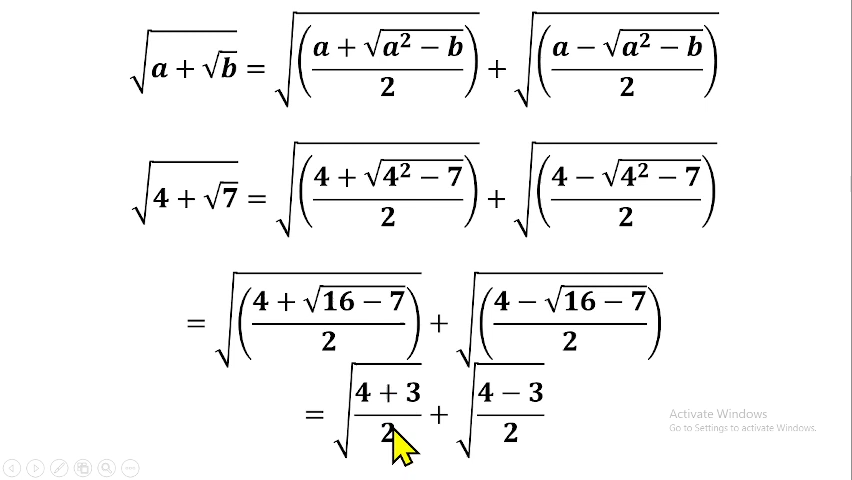 √(a + √b) = √((a + √(a² − b))/2) + √((a − √(a² − b))/2)
√(4 + √7) = √((4 + √(4² − 7))/2) + √((4 − √(4² − 7))/2)
= √((4 + √(16 − 7))/2) + √((4 − √(16 − 7))/2)
= √((4 + 3)/2) + √((4 − 3)/2)
Activate Windows
Go to Settings to activate Windows.